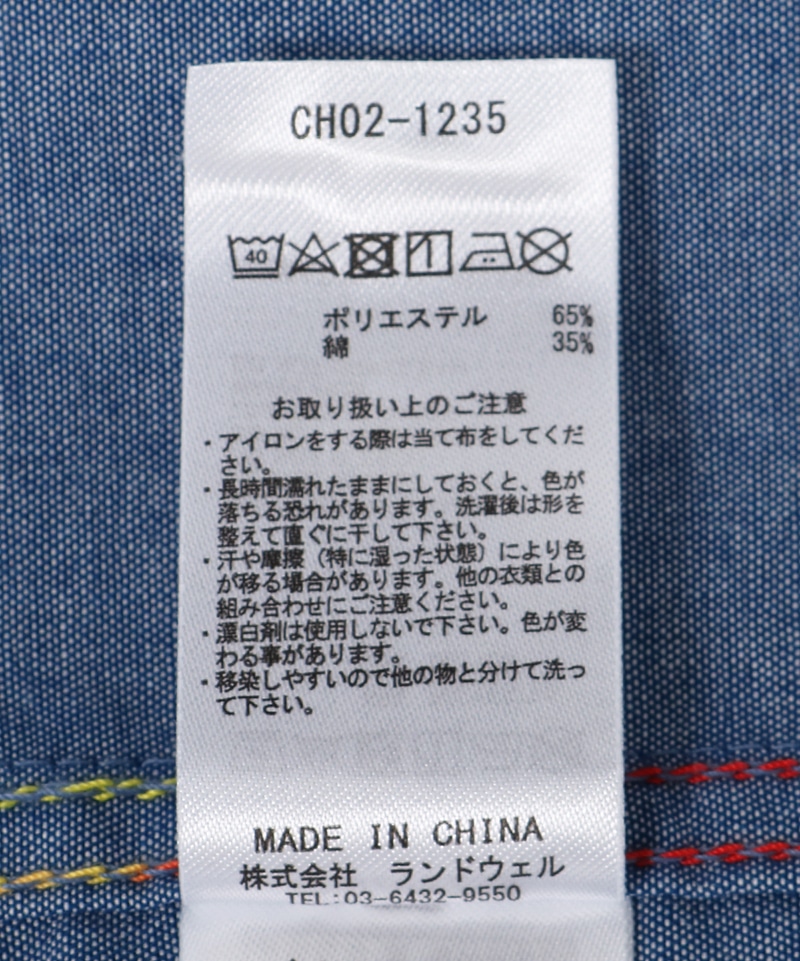 CH02-1235
40
ポリエステル 65%
綿 35%
お取り扱い上のご注意
・アイロンをする際は当て布をしてくだ
さい。
・長時間濡れたままにしておくと、色が
落ちる恐れがあります。洗濯後は形を
整えて直ぐに干して下さい。
・汗や摩擦（特に湿った状態）により色
が移る場合があります。他の衣類との
組み合わせにご注意ください。
・漂白剤は使用しないで下さい。色が変
わる事があります。
・移染しやすいので他の物と分けて洗っ
て下さい。
MADE IN CHINA
株式会社 ランドウェル
TEL:03-6432-9550